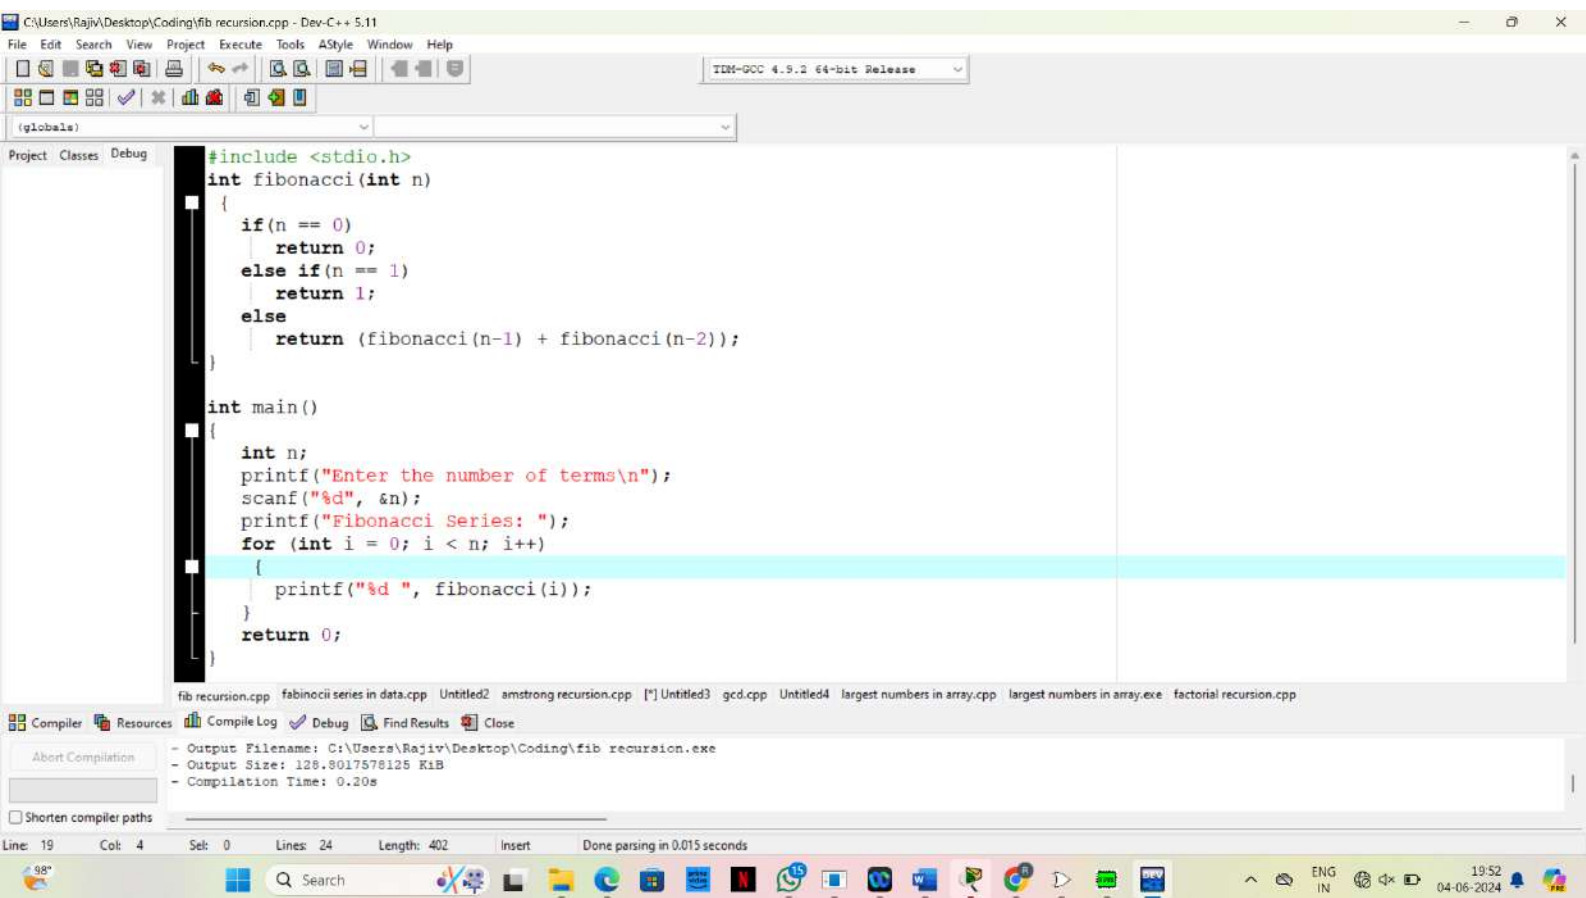 C:\Users\Rajiv\Desktop\Coding\fib recursion.cpp - Dev-C++ 5.11
File Edit Search View Project Execute Tools AStyle Window Help
TDM-GCC 4.9.2 64-bit Release
(globals)
Project Classes Debug
#include <stdio.h>
int fibonacci(int n)
{
if(n == 0)
return 0;
else if(n == 1)
return 1;
else
return (fibonacci(n-1) + fibonacci(n-2));
}
int main()
{
int n;
printf("Enter the number of terms\n");
scanf("%d", &n);
printf("Fibonacci Series: ");
for (int i = 0; i < n; i++)
{
printf("%d ", fibonacci(i));
}
return 0;
}
fib recursion.cpp fabinocii series in data.cpp Untitled2 amstrong recursion.cpp [*] Untitled3 gcd.cpp Untitled4 largest numbers in array.cpp largest numbers in array.exe factorial recursion.cpp
Compiler Resources Compile Log Debug Find Results Close
Abort Compilation
- Output Filename: C:\Users\Rajiv\Desktop\Coding\fib recursion.exe
- Output Size: 128.8017578125 KiB
- Compilation Time: 0.20s
Shorten compiler paths
Line: 19 Col: 4 Sel: 0 Lines: 24 Length: 402 Insert Done parsing in 0.015 seconds
98°
Search
prime video
N
15
W
R
DEV
ENG
IN
19:52
04-06-2024
PRE